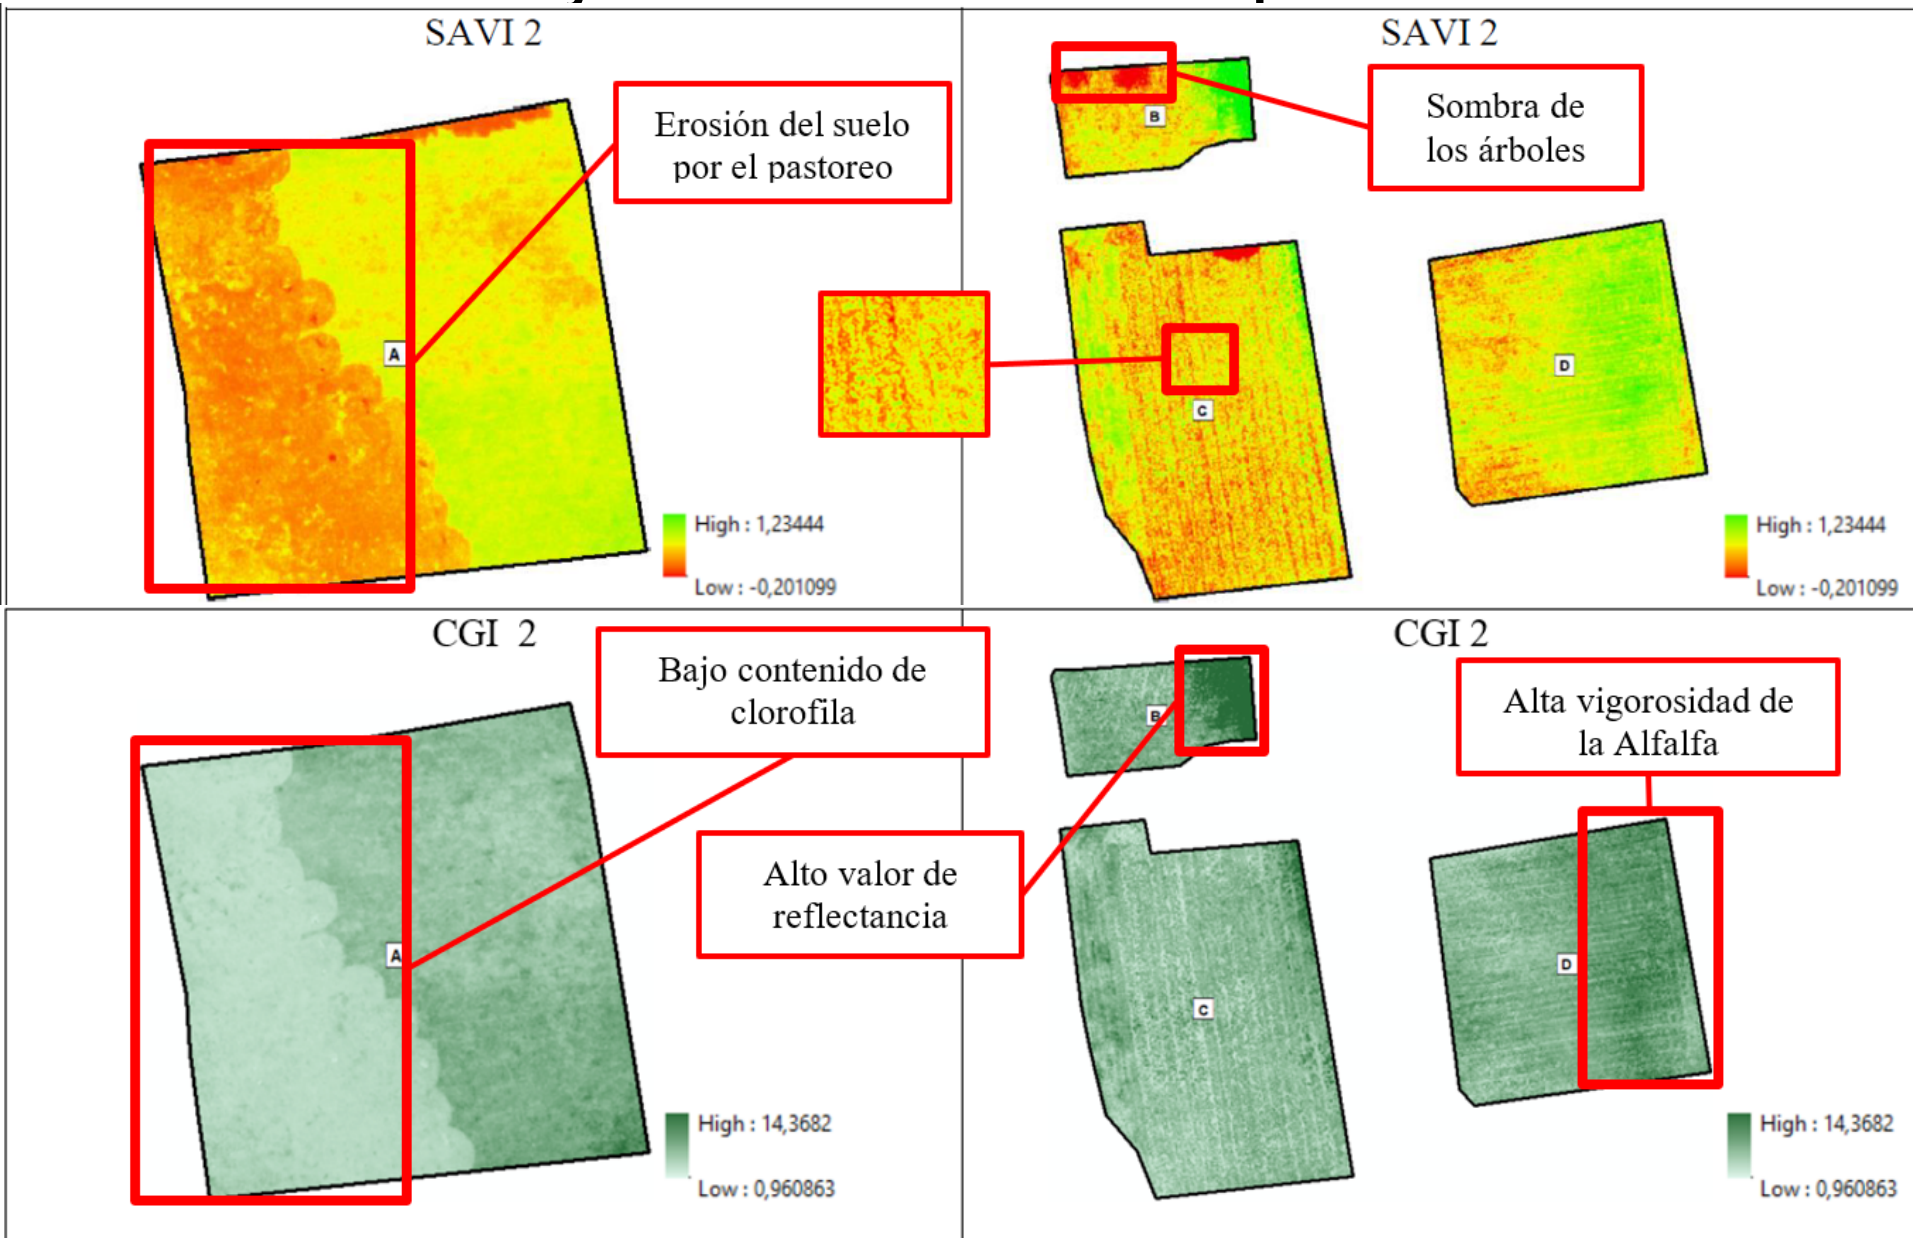 SAVI 2
Erosión del suelo
por el pastoreo
A
High : 1,23444
Low : -0,201099
SAVI 2
Sombra de
los árboles
B
C
D
High : 1,23444
Low : -0,201099
CGI 2
Bajo contenido de
clorofila
A
High : 14,3682
Low : 0,960863
CGI 2
Alta vigorosidad de
la Alfalfa
Alto valor de
reflectancia
B
C
D
High : 14,3682
Low : 0,960863